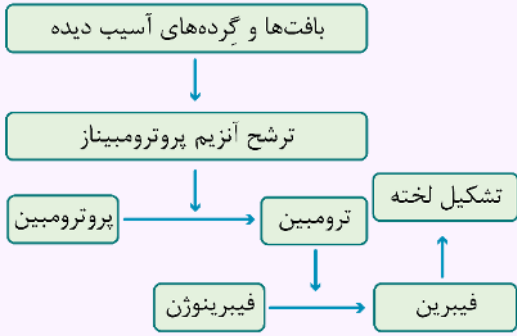 بافت‌ها و گِرده‌های آسیب دیده
ترشح آنزیم پروترومبیناز
تشکیل لخته
ترومبین
پروترومبین
فیبرین
فیبرینوژن